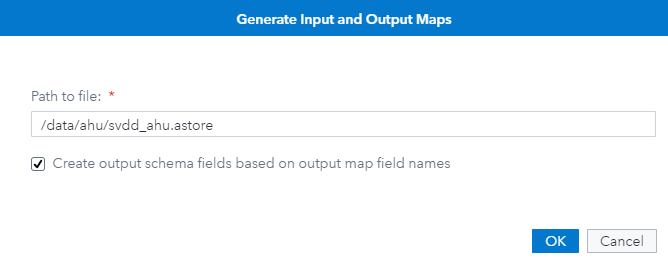 Generate Input and Output Maps
Path to file: *
/data/ahu/svdd_ahu.astore
Create output schema fields based on output map field names
OK Cancel